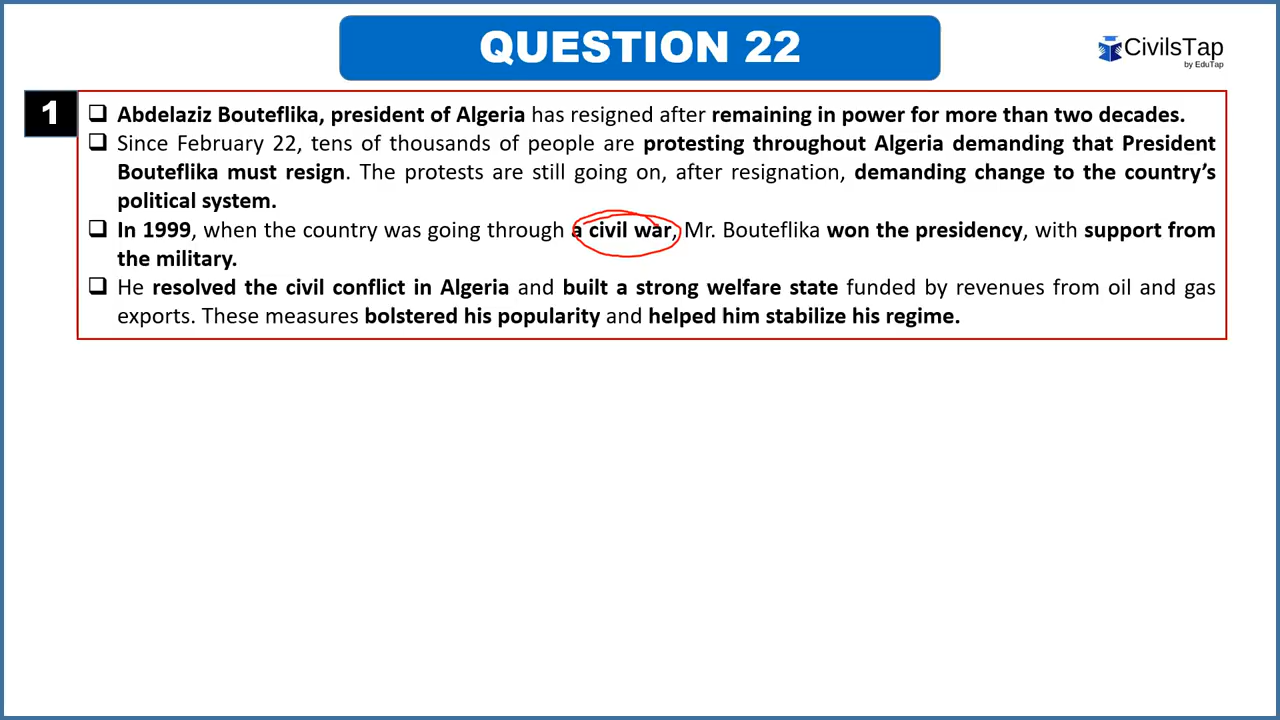 QUESTION 22
CivilsTap
by EduTap
1
❑ Abdelaziz Bouteflika, president of Algeria has resigned after remaining in power for more than two decades.
❑ Since February 22, tens of thousands of people are protesting throughout Algeria demanding that President
Bouteflika must resign. The protests are still going on, after resignation, demanding change to the country’s
political system.
❑ In 1999, when the country was going through a civil war, Mr. Bouteflika won the presidency, with support from
the military.
❑ He resolved the civil conflict in Algeria and built a strong welfare state funded by revenues from oil and gas
exports. These measures bolstered his popularity and helped him stabilize his regime.